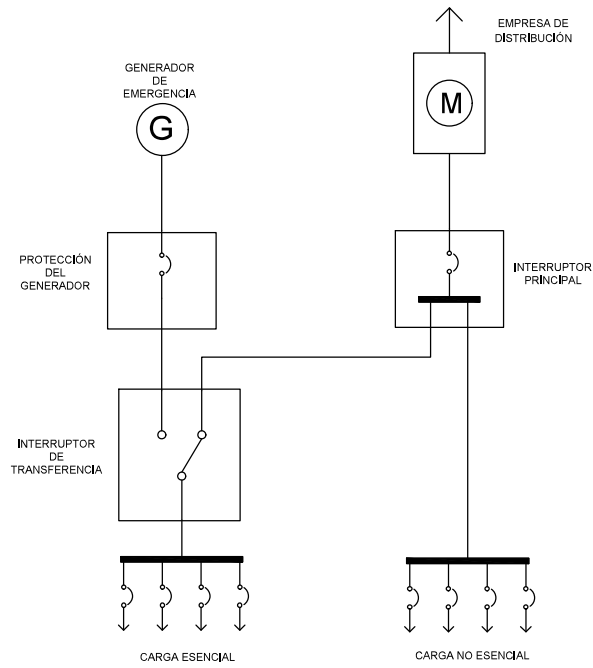 EMPRESA DE
DISTRIBUCIÓN
GENERADOR
DE
EMERGENCIA
G
M
PROTECCIÓN
DEL
GENERADOR
INTERRUPTOR
PRINCIPAL
INTERRUPTOR
DE
TRANSFERENCIA
CARGA ESENCIAL
CARGA NO ESENCIAL